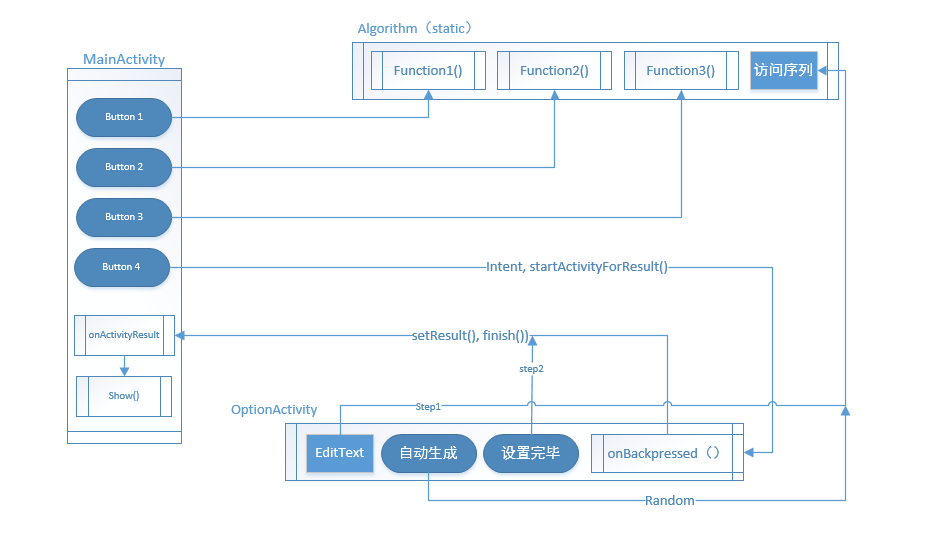 Algorithm（static）
MainActivity
Function1()
Function2()
Function3()
访问序列
Button 1
Button 2
Button 3
Button 4
Intent, startActivityForResult()
onActivityResult
setResult(), finish())
step2
Show()
Step1
OptionActivity
EditText
自动生成
设置完毕
onBackpressed（）
Random